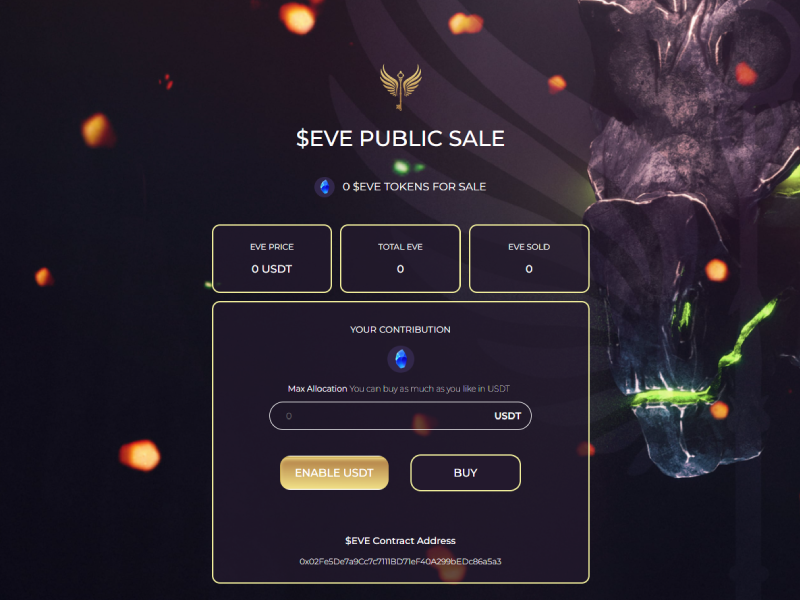 $EVE PUBLIC SALE
0 $EVE TOKENS FOR SALE
EVE PRICE
0 USDT
TOTAL EVE
0
EVE SOLD
0
YOUR CONTRIBUTION
Max Allocation You can buy as much as you like in USDT
0 USDT
ENABLE USDT
BUY
$EVE Contract Address
0x02Fe5De7a9Cc7c7111BD71eF40A299bEDc86a5a3